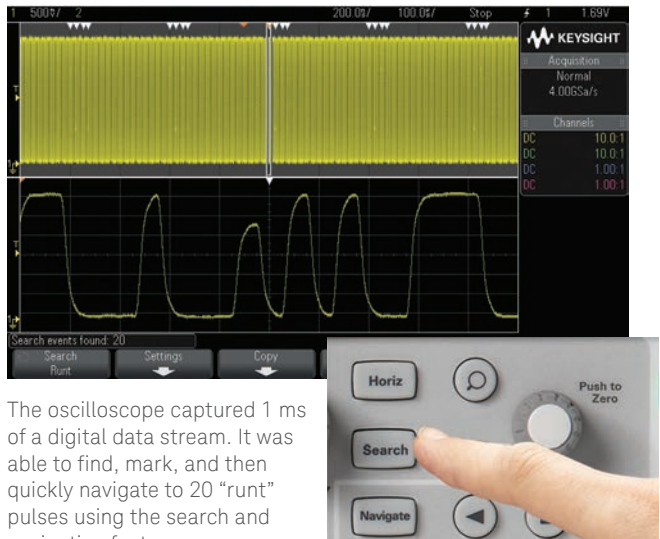 1 500▽/ 2 200.0▽/ 100.0▽/ Stop 1 1.69V
KEYSIGHT
Acquisition
Normal
4.00GSa/s
Channels
DC 10.0:1
DC 10.0:1
DC 1.00:1
DC 1.00:1
T
T
Search events found: 20
Search
Runt
Settings
Copy
Horiz
Push to
Zero
Search
Navigate
The oscilloscope captured 1 ms
of a digital data stream. It was
able to find, mark, and then
quickly navigate to 20 “runt”
pulses using the search and